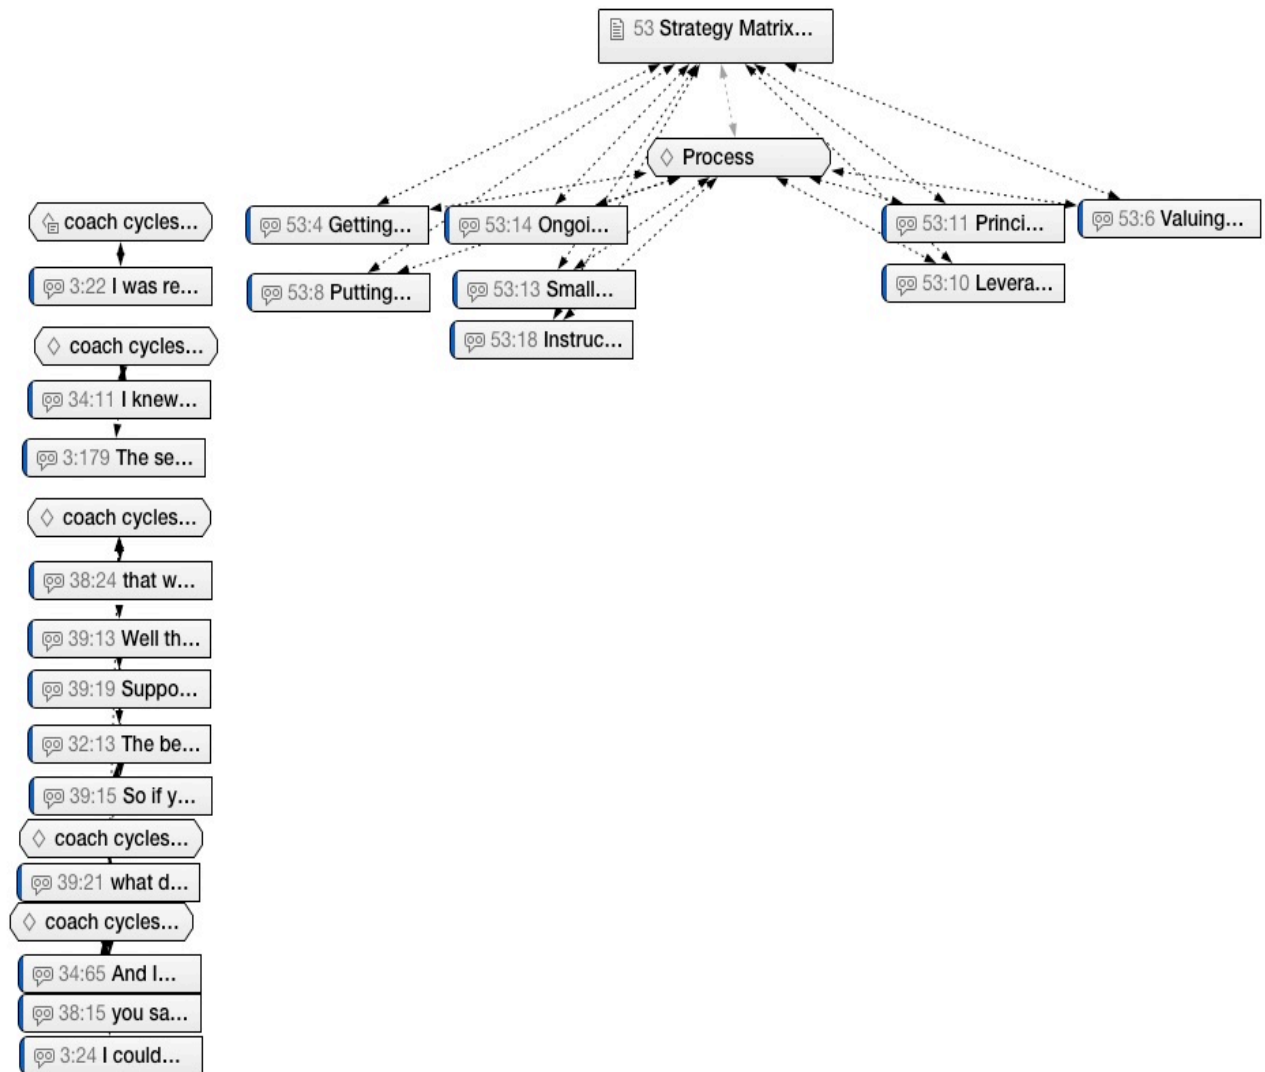 53 Strategy Matrix...
Process
coach cycles...
3:22 I was re...
coach cycles...
34:11 I knew...
3:179 The se...
coach cycles...
38:24 that w...
39:13 Well th...
39:19 Suppo...
32:13 The be...
39:15 So if y...
coach cycles...
39:21 what d...
coach cycles...
34:65 And I...
38:15 you sa...
3:24 I could...
53:4 Getting...
53:8 Putting...
53:14 Ongoi...
53:13 Small...
53:18 Instruc...
53:11 Princi...
53:10 Levera...
53:6 Valuing...